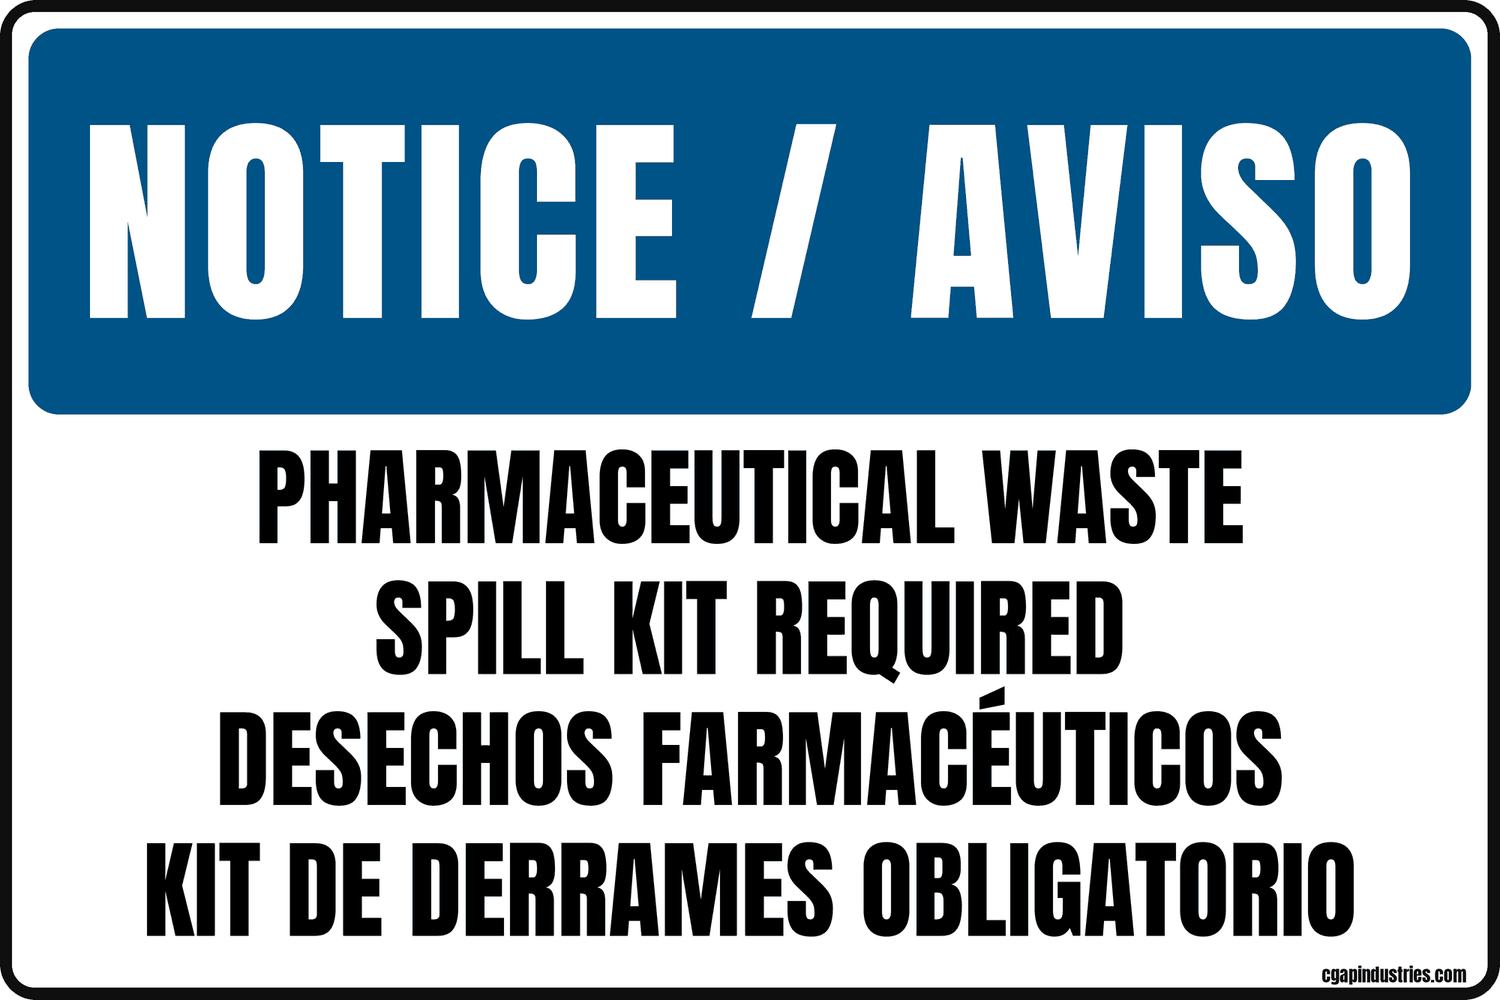 NOTICE / AVISO
PHARMACEUTICAL WASTE
SPILL KIT REQUIRED
DESECHOS FARMACÉUTICOS
KIT DE DERRAMES OBLIGATORIO
cgapindustries.com